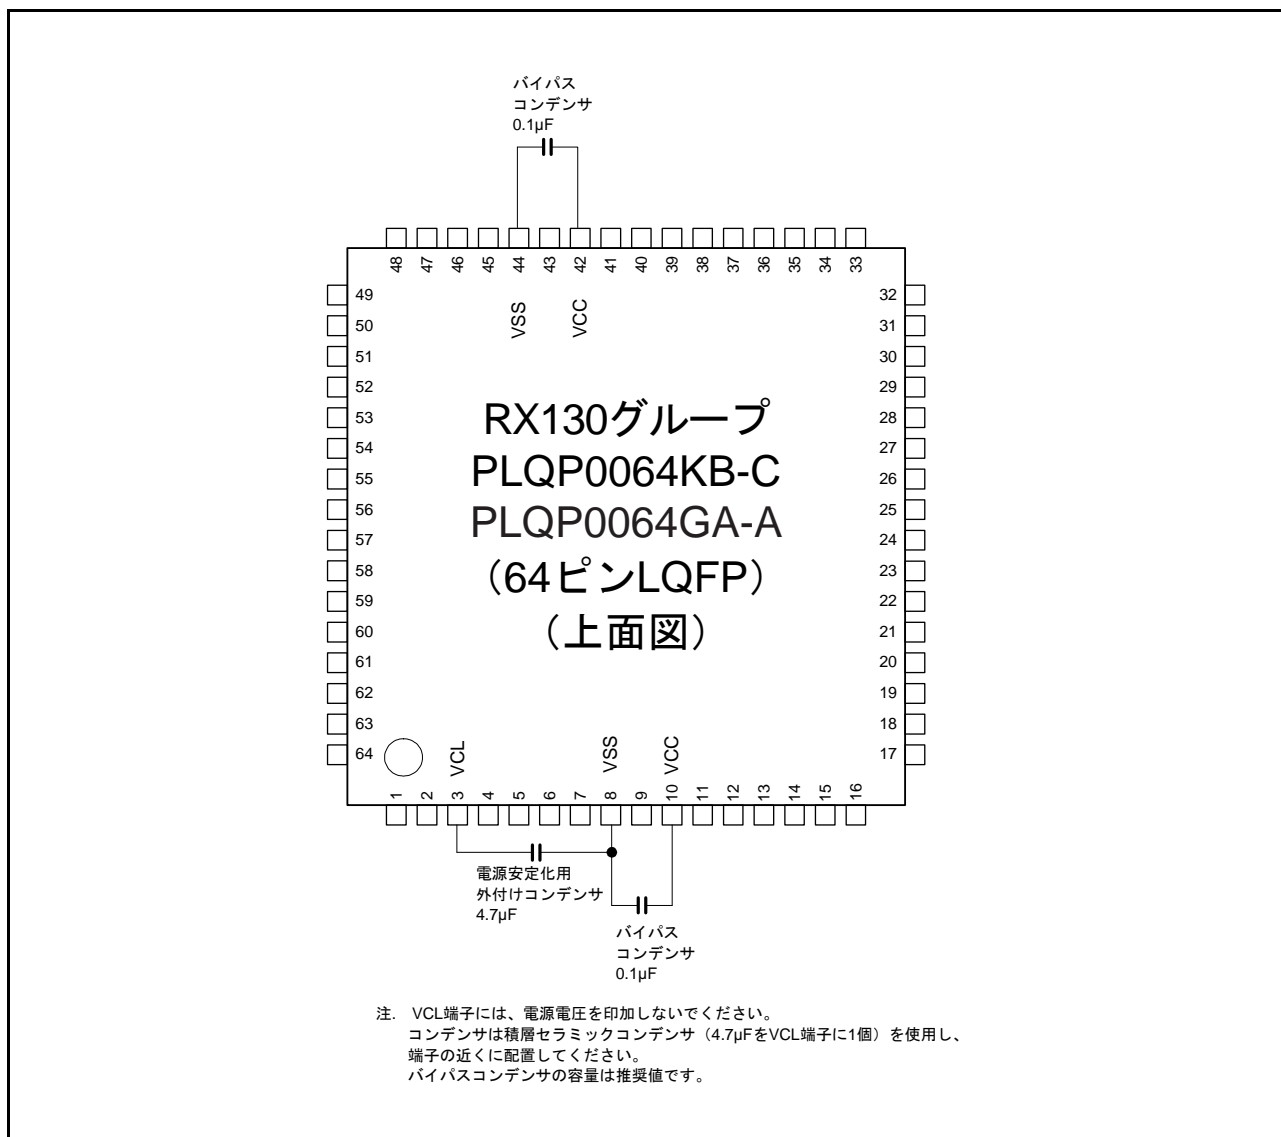 バイパス
コンデンサ
0.1μF
48 47 46 45 44 43 42 41 40 39 38 37 36 35 34 33
VSS VCC
49
50
51
52
53
54
55
56
57
58
59
60
61
62
63
64
32
31
30
29
28
27
26
25
24
23
22
21
20
19
18
17
RX130グループ
PLQP0064KB-C
PLQP0064GA-A
（64ピンLQFP）
（上面図）
VCL VSS VCC
1 2 3 4 5 6 7 8 9 10 11 12 13 14 15 16
電源安定化用
外付けコンデンサ
4.7μF
バイパス
コンデンサ
0.1μF
注. VCL端子には、電源電圧を印加しないでください。
コンデンサは積層セラミックコンデンサ（4.7μFをVCL端子に1個）を使用し、
端子の近くに配置してください。
バイパスコンデンサの容量は推奨値です。